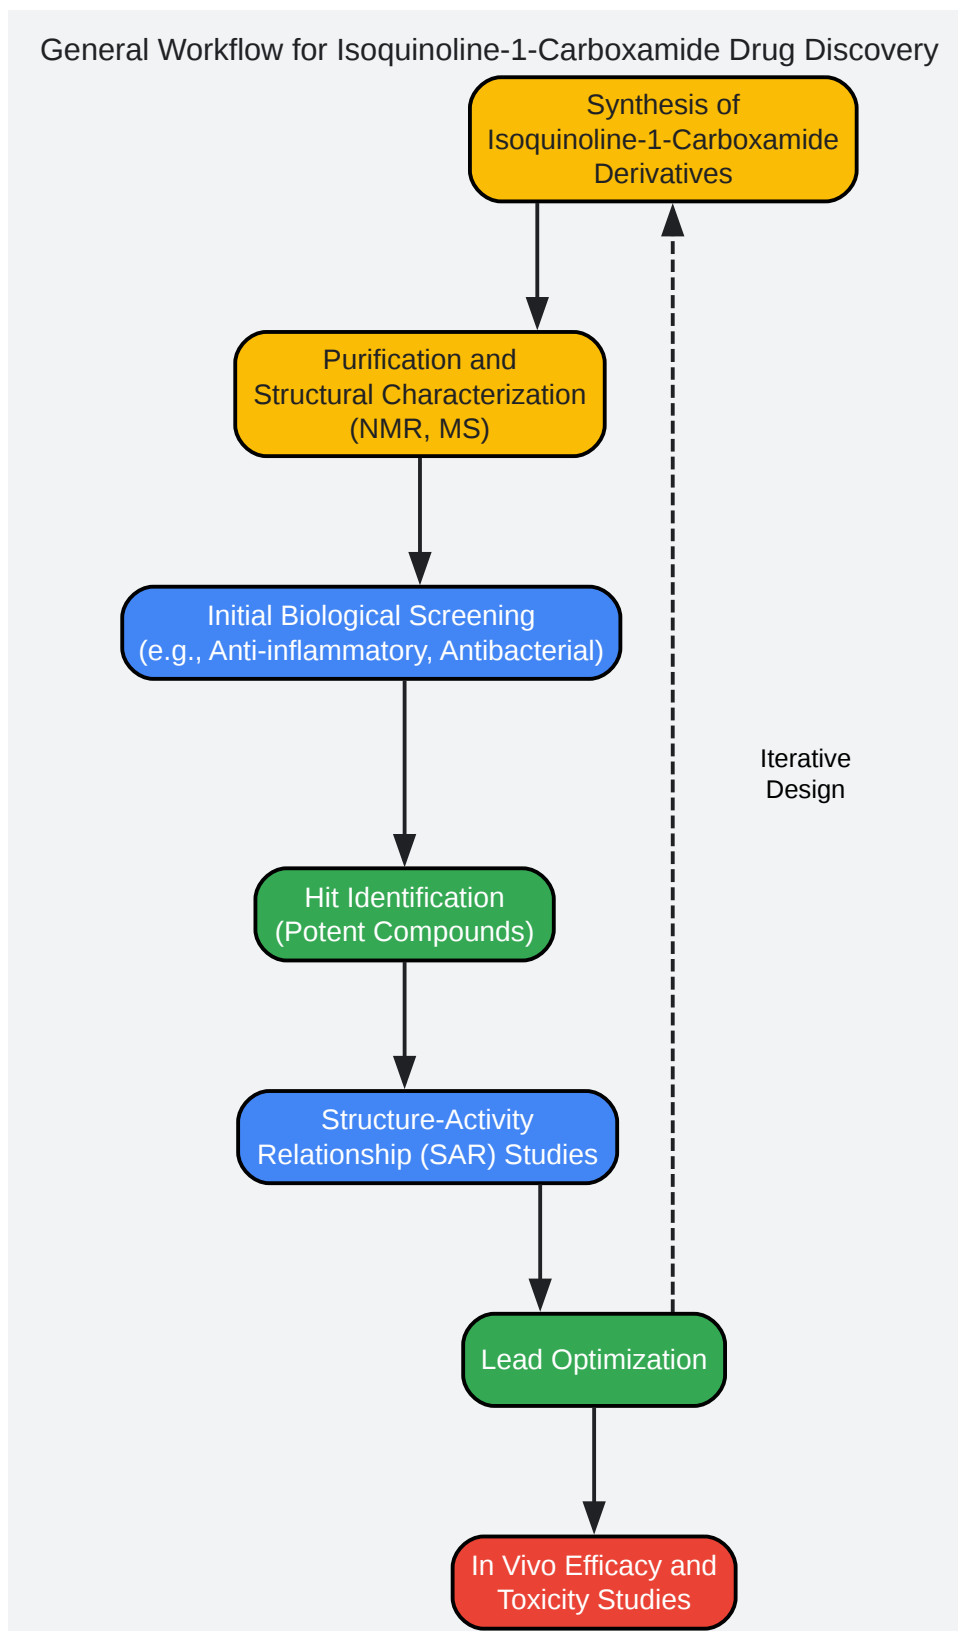 General Workflow for Isoquinoline-1-Carboxamide Drug Discovery
Synthesis of
Isoquinoline-1-Carboxamide
Derivatives
Purification and
Structural Characterization
(NMR, MS)
Initial Biological Screening
(e.g., Anti-inflammatory, Antibacterial)
Iterative
Design
Hit Identification
(Potent Compounds)
Structure-Activity
Relationship (SAR) Studies
Lead Optimization
In Vivo Efficacy and
Toxicity Studies